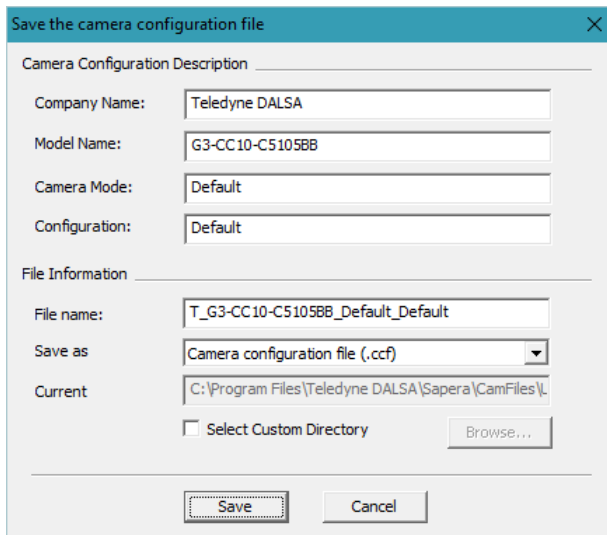 Save the camera configuration file
Camera Configuration Description
Company Name: Teledyne DALSA
Model Name: G3-CC10-C5105BB
Camera Mode: Default
Configuration: Default
File Information
File name: T_G3-CC10-C5105BB_Default_Default
Save as Camera configuration file (.ccf)
Current C:\Program Files\Teledyne DALSA\Sapera\CamFiles\
Select Custom Directory Browse...
Save Cancel